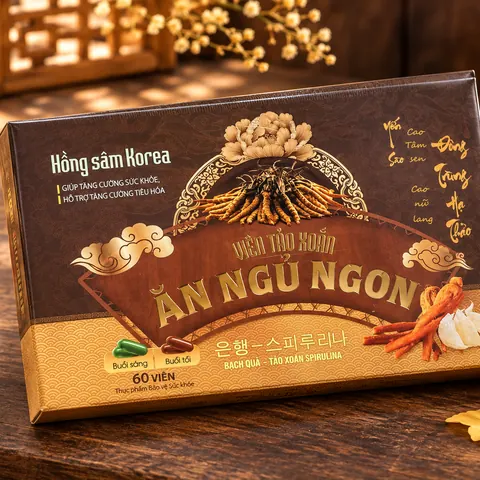 Hồng sâm Korea
GIÚP TĂNG CƯỜNG SỨC KHỎE,
HỖ TRỢ TĂNG CƯỜNG TIÊU HÓA
Yến
Sào
Cao
Tâm
sen
Cao
nữ
lang
Đông
Trùng
Hạ
Thảo
VIÊN TẢO XOẮN
ĂN NGỦ NGON
은행-스피루리나
BẠCH QUẢ - TẢO XOẮN SPIRULINA
Buổi sáng
Buổi tối
60 VIÊN
Thực phẩm Bảo vệ Sức khỏe